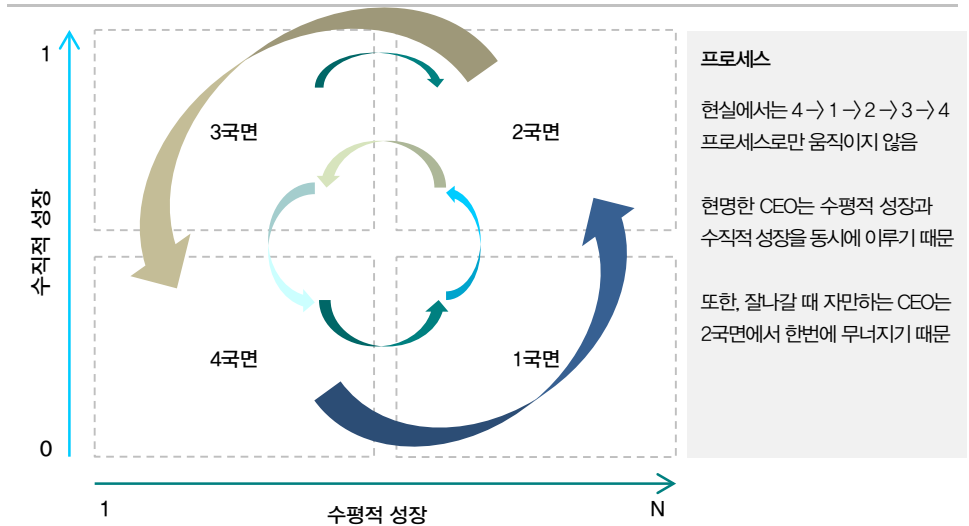 1
3국면
2국면
수직적 성장
4국면
1국면
0
1
수평적 성장
N
프로세스
현실에서는 4 –〉1 –〉2 –〉3 –〉4
프로세스로만 움직이지 않음
현명한 CEO는 수평적 성장과
수직적 성장을 동시에 이루기 때문
또한, 잘나갈 때 자만하는 CEO는
2국면에서 한번에 무너지기 때문